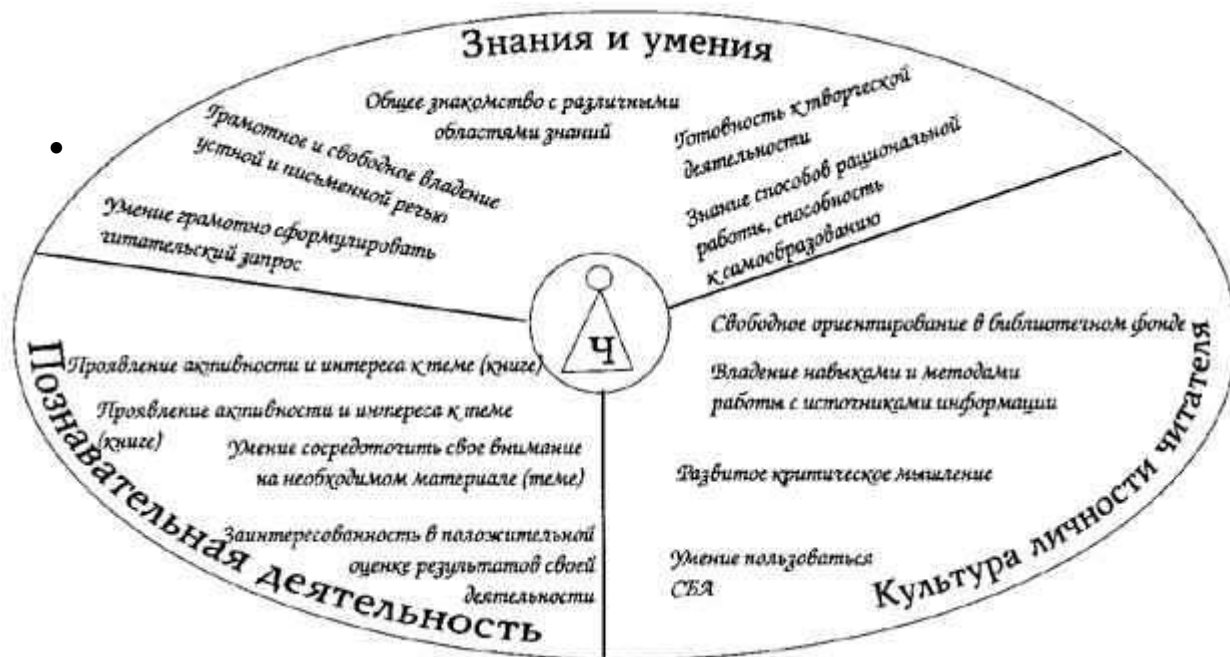 Знания и умения
Общее знакомство с различными
областями знаний
Грамотное и свободное владение
устной и письменной речью
Умение грамотно сформулировать
читательский запрос
Готовность к творческой
деятельности
Знание способов рациональной
работы, способность
к самообразованию
Ч
Познавательная деятельность
Проявление активности и интереса к теме (книге)
Проявление активности и интереса к теме
(книге)
Умение сосредоточить свое внимание
на необходимом материале (теме)
Заинтересованность в положительной
оценке результатов своей
деятельности
Культура личности читателя
Свободное ориентирование в библиотечном фонде
Владение навыками и методами
работы с источниками информации
Развитое критическое мышление
Умение пользоваться
СБА